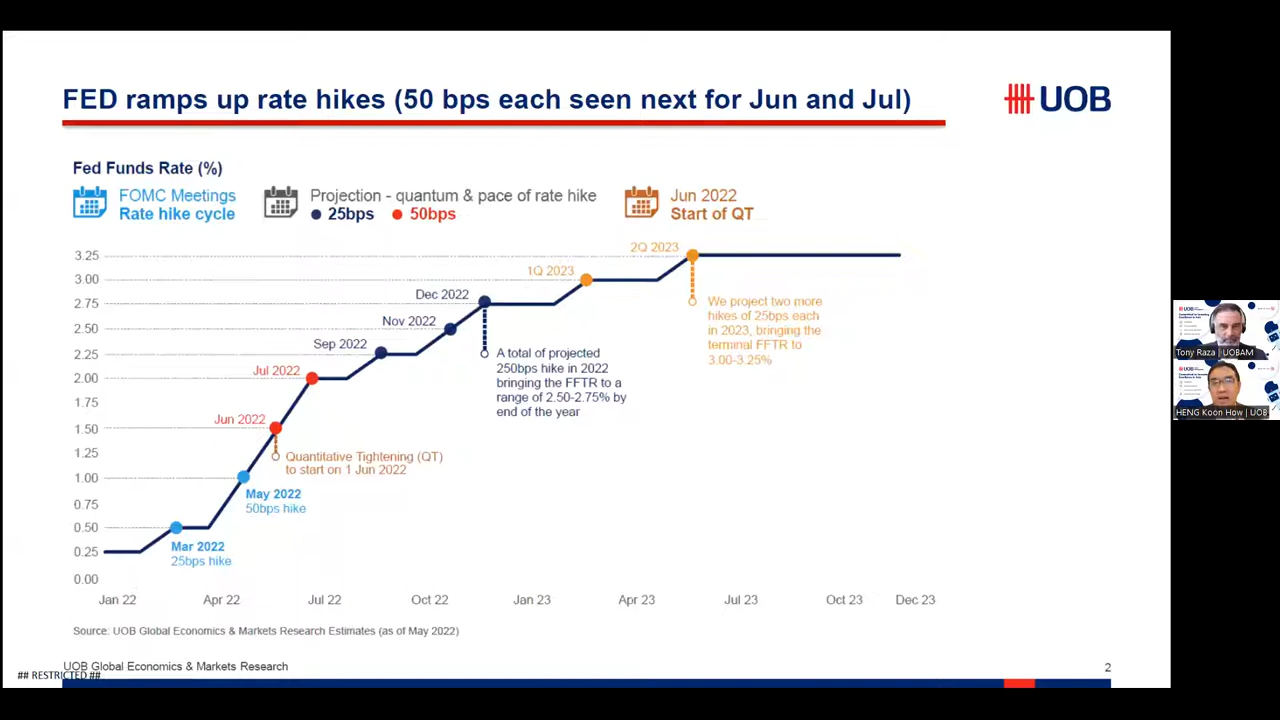 FED ramps up rate hikes (50 bps each seen next for Jun and Jul)
UOB
Fed Funds Rate (%)
FOMC Meetings
Rate hike cycle
Projection - quantum & pace of rate hike
25bps
50bps
Jun 2022
Start of QT
3.25
3.00
2.75
2.50
2.25
2.00
1.75
1.50
1.25
1.00
0.75
0.50
0.25
0.00
2Q 2023
1Q 2023
Dec 2022
Nov 2022
Sep 2022
Jul 2022
Jun 2022
We project two more
hikes of 25bps each
in 2023, bringing the
terminal FFTR to
3.00-3.25%
A total of projected
250bps hike in 2022
bringing the FFTR to a
range of 2.50-2.75% by
end of the year
Quantitative Tightening (QT)
to start on 1 Jun 2022
May 2022
50bps hike
Mar 2022
25bps hike
Jan 22
Apr 22
Jul 22
Oct 22
Jan 23
Apr 23
Jul 23
Oct 23
Dec 23
Source: UOB Global Economics & Markets Research Estimates (as of May 2022)
UOB Global Economics & Markets Research
2
## RESTRICTED ##
Tony Raza | UOBAM
HENG Koon How | UOB